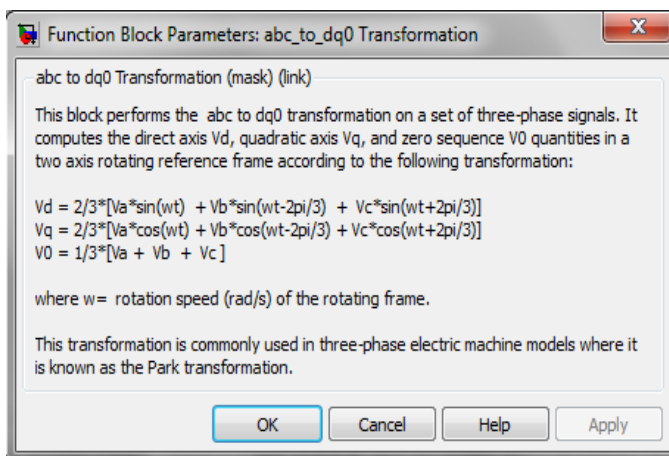 Function Block Parameters: abc_to_dq0 Transformation
X
abc to dq0 Transformation (mask) (link)
This block performs the  abc to dq0 transformation on a set of three-phase signals. It
computes the direct axis Vd, quadratic axis Vq, and zero sequence V0 quantities in a
two axis rotating reference frame according to the following transformation:
Vd = 2/3*[Va*sin(wt)  + Vb*sin(wt-2pi/3)  +  Vc*sin(wt+2pi/3)]
Vq = 2/3*[Va*cos(wt) + Vb*cos(wt-2pi/3) + Vc*cos(wt+2pi/3)]
V0 = 1/3*[Va + Vb  + Vc ]
where w=  rotation speed (rad/s) of the rotating frame.
This transformation is commonly used in three-phase electric machine models where it
is known as the Park transformation.
OK Cancel Help Apply